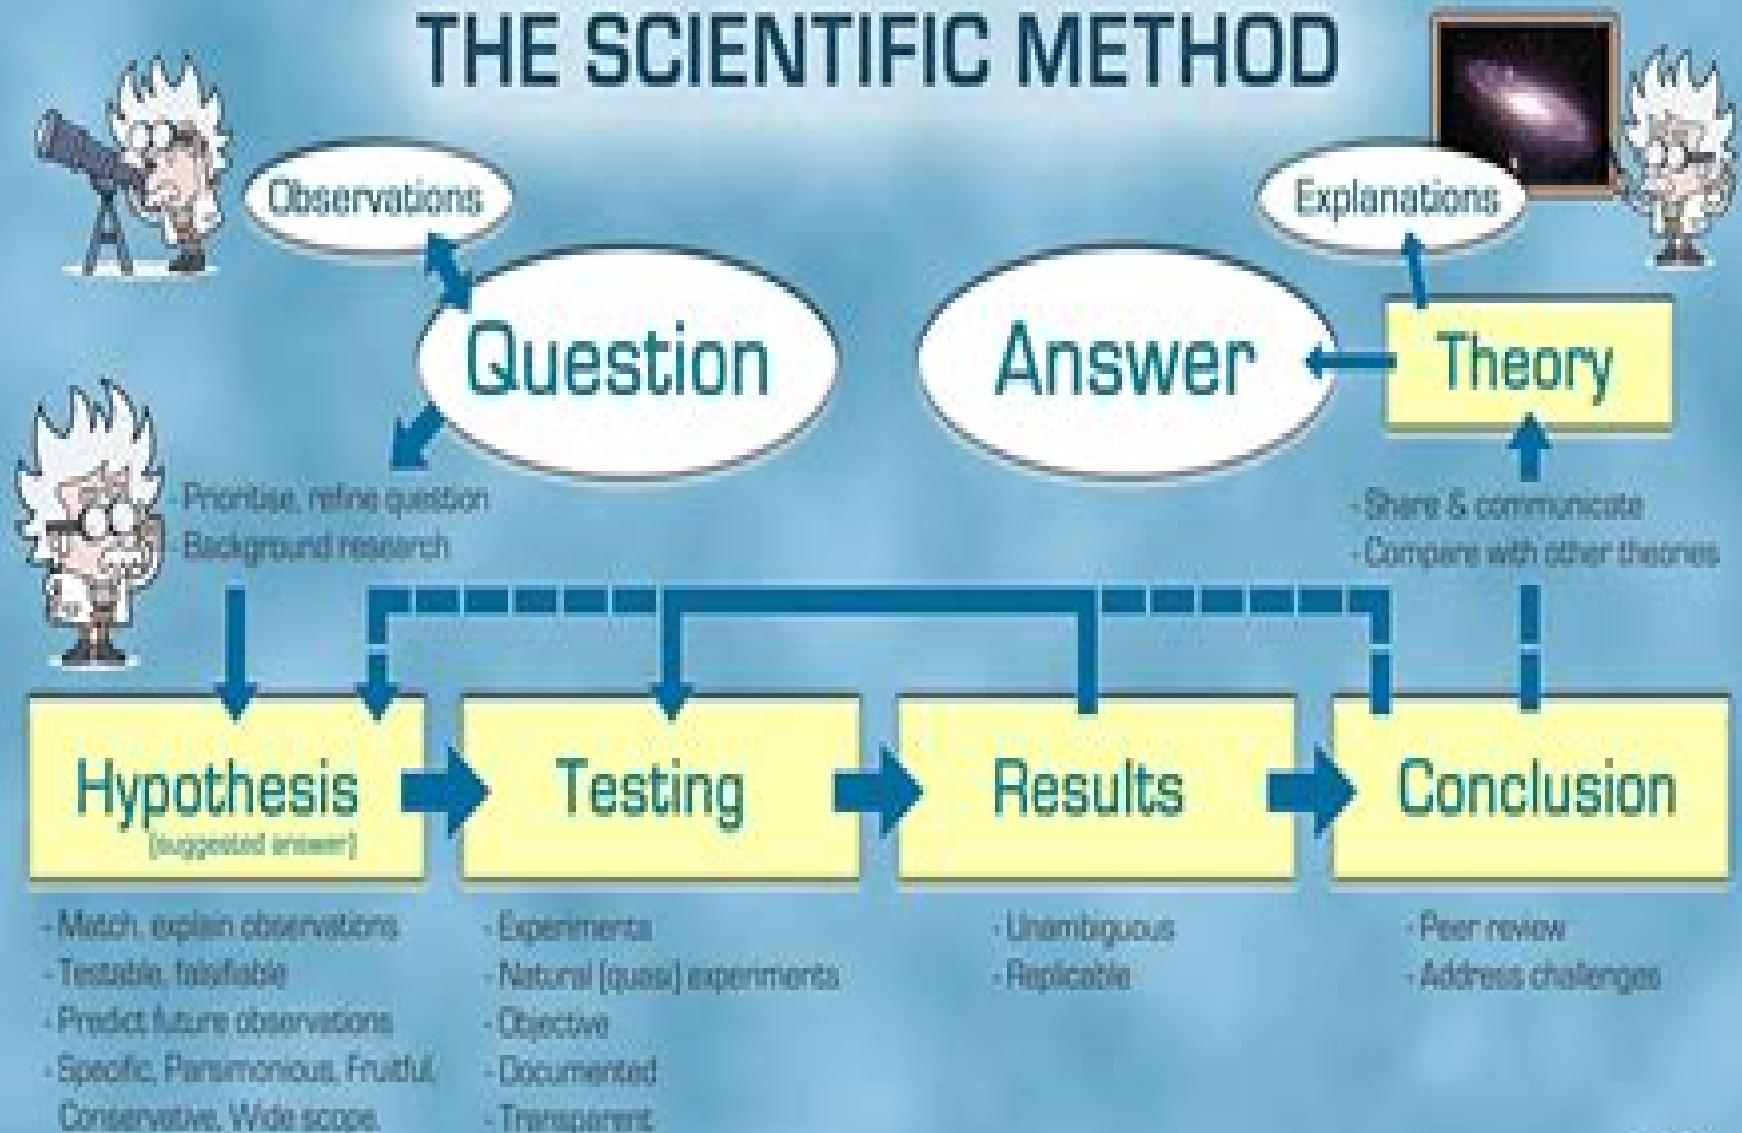 THE SCIENTIFIC METHOD
Observations
Explanations
Question
Answer
Theory
- Prioritise, refine question
- Background research
- Share & communicate
- Compare with other theories
Hypothesis
(suggested answer)
Testing
Results
Conclusion
- Match, explain observations
- Testable, falsifiable
- Predict future observations
- Specific, Parsimonious, Fruitful,
Conservative, Wide scope.
- Experiments
- Natural (quasi) experiments
- Objective
- Documented
- Transparent
- Unambiguous
- Replicable
- Peer review
- Address challenges